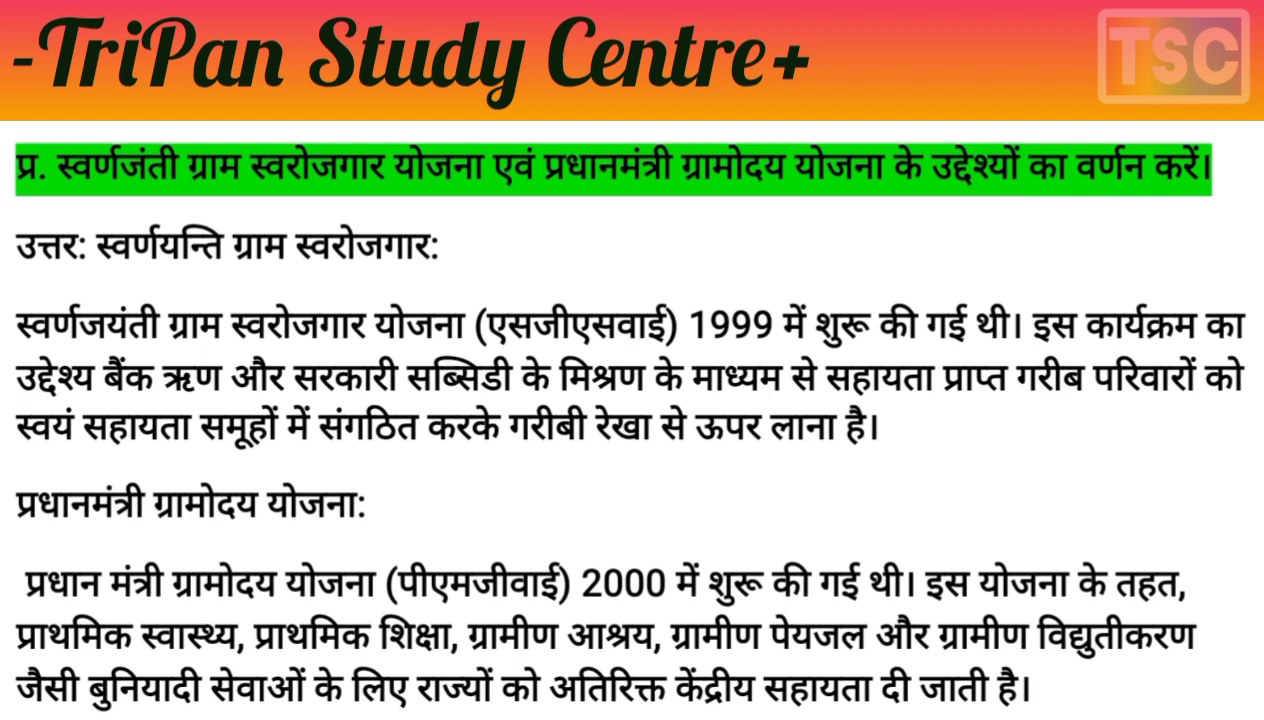 -TriPan Study Centre+
TSC
प्र. स्वर्णजंती ग्राम स्वरोजगार योजना एवं प्रधानमंत्री ग्रामोदय योजना के उद्देश्यों का वर्णन करें।
उत्तर: स्वर्णयन्ति ग्राम स्वरोजगार:
स्वर्णजयंती ग्राम स्वरोजगार योजना (एसजीएसवाई) 1999 में शुरू की गई थी। इस कार्यक्रम का
उद्देश्य बैंक ऋण और सरकारी सब्सिडी के मिश्रण के माध्यम से सहायता प्राप्त गरीब परिवारों को
स्वयं सहायता समूहों में संगठित करके गरीबी रेखा से ऊपर लाना है।
प्रधानमंत्री ग्रामोदय योजना:
प्रधान मंत्री ग्रामोदय योजना (पीएमजीवाई) 2000 में शुरू की गई थी। इस योजना के तहत,
प्राथमिक स्वास्थ्य, प्राथमिक शिक्षा, ग्रामीण आश्रय, ग्रामीण पेयजल और ग्रामीण विद्युतीकरण
जैसी बुनियादी सेवाओं के लिए राज्यों को अतिरिक्त केंद्रीय सहायता दी जाती है।